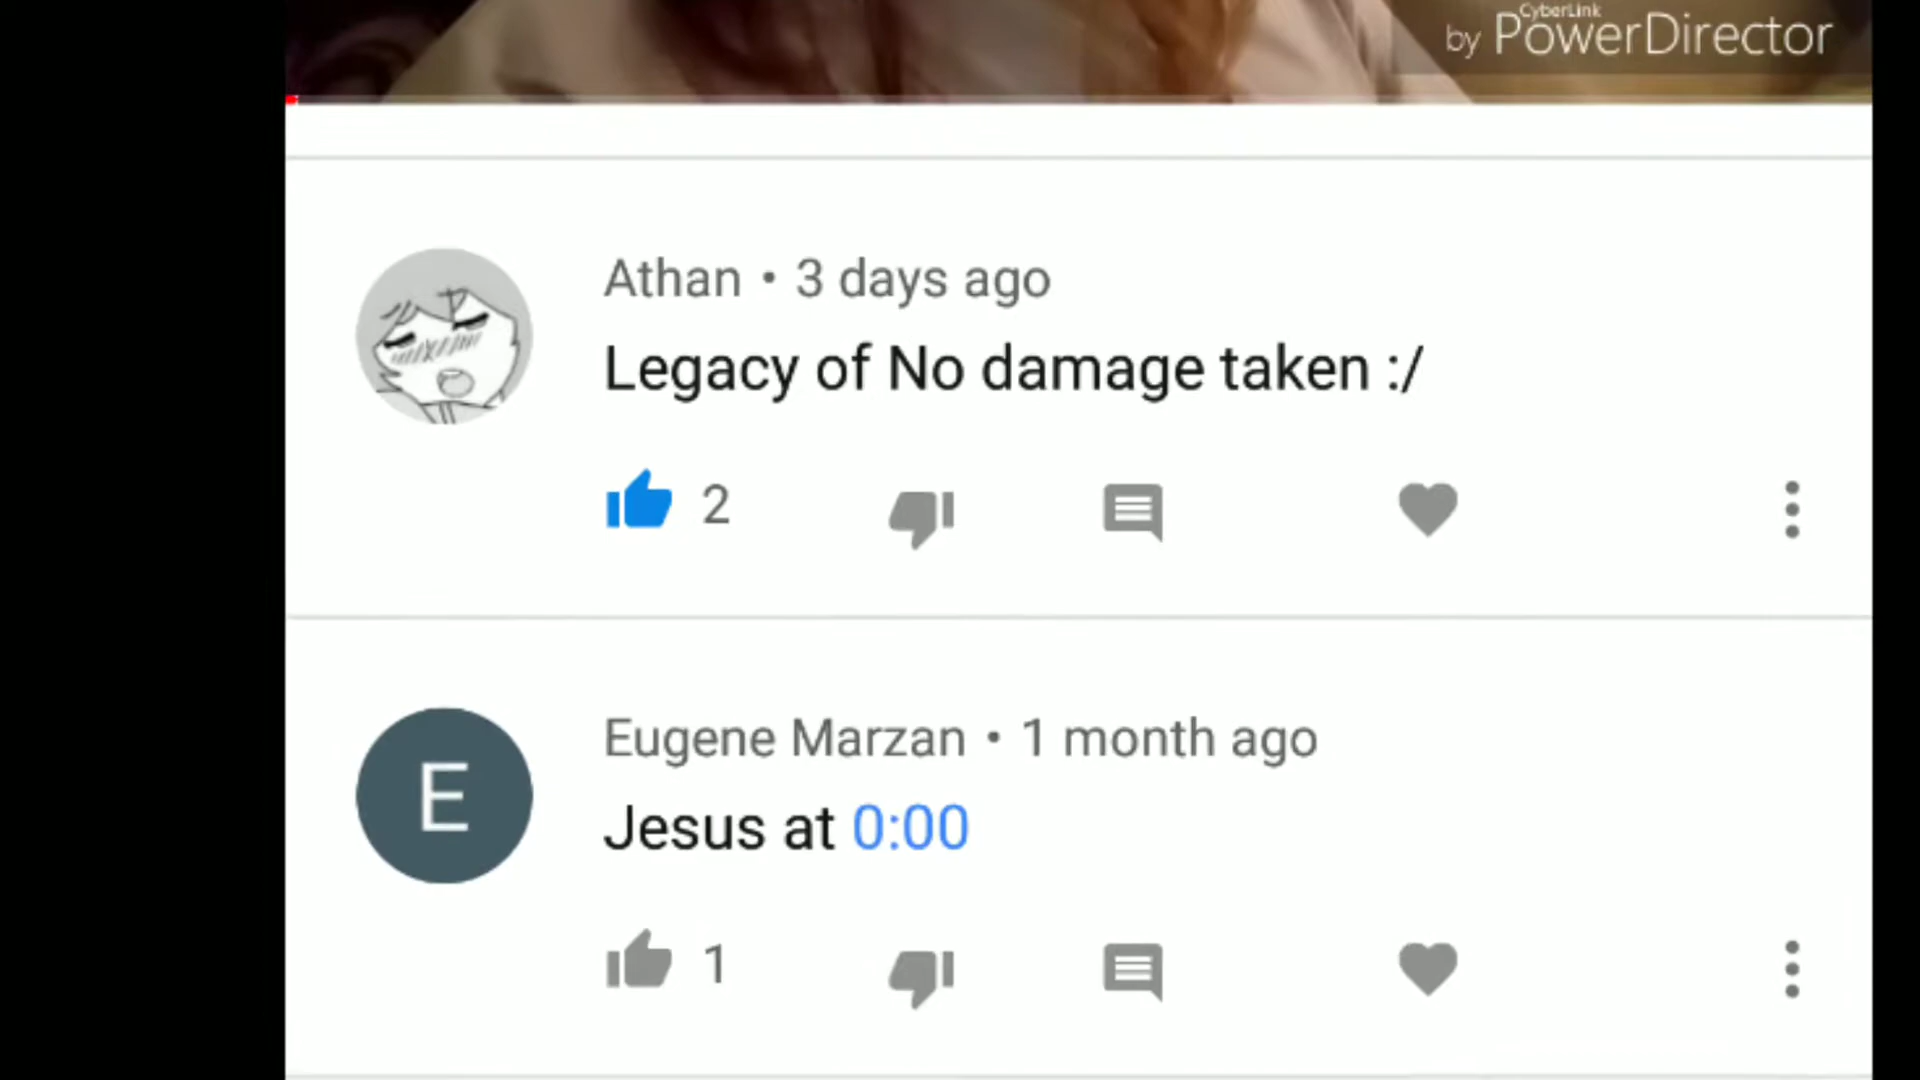 CyberLink
by PowerDirector
Athan • 3 days ago
Legacy of No damage taken :/
2
E
Eugene Marzan • 1 month ago
Jesus at 0:00
1